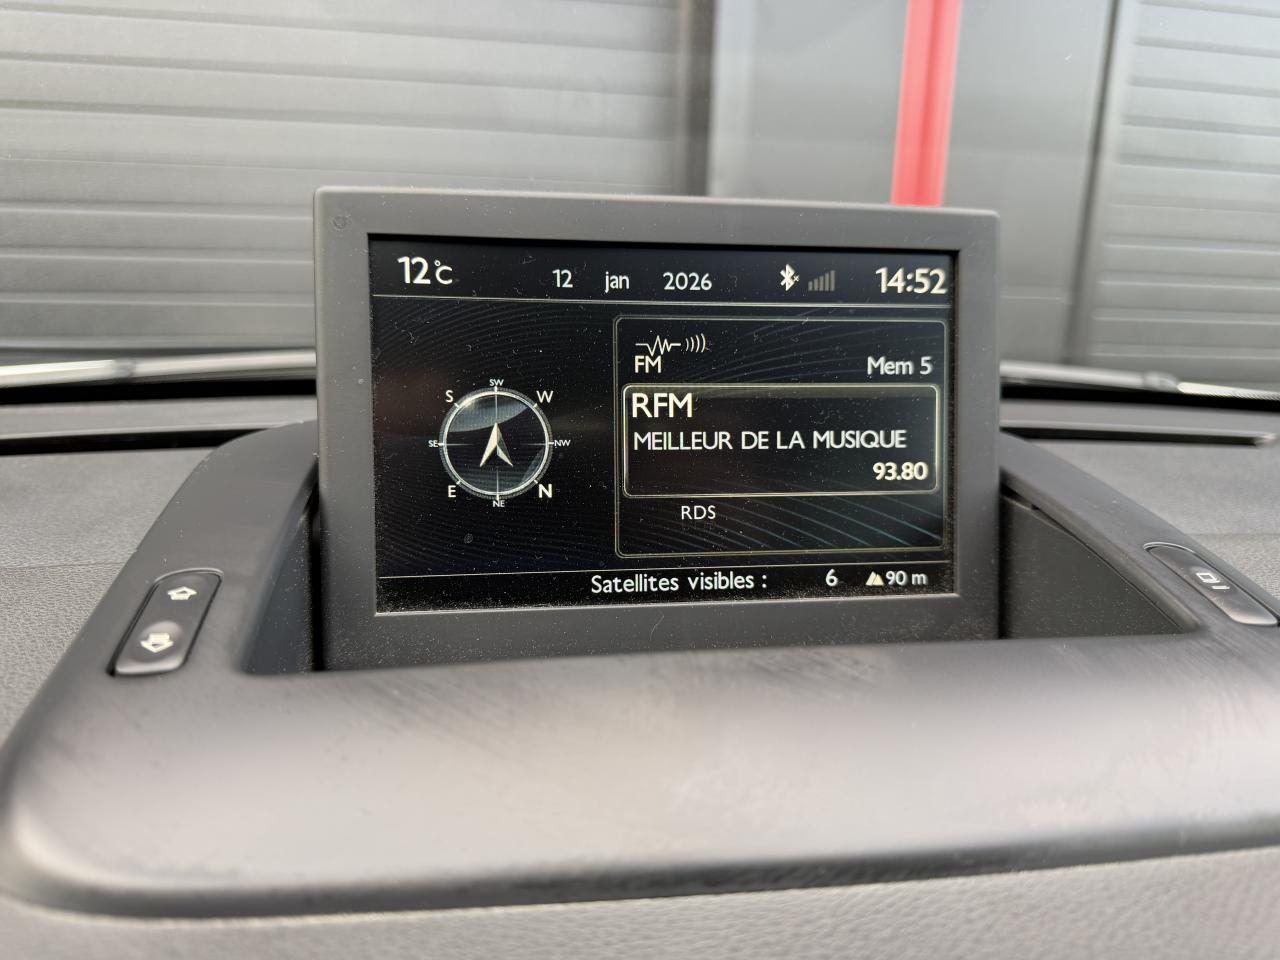 12°C 12 jan 2026 14:52
FM Mem 5
RFM
MEILLEUR DE LA MUSIQUE
93.80
RDS
SW
S W
SE NW
E N
NE
Satellites visibles : 6 90 m